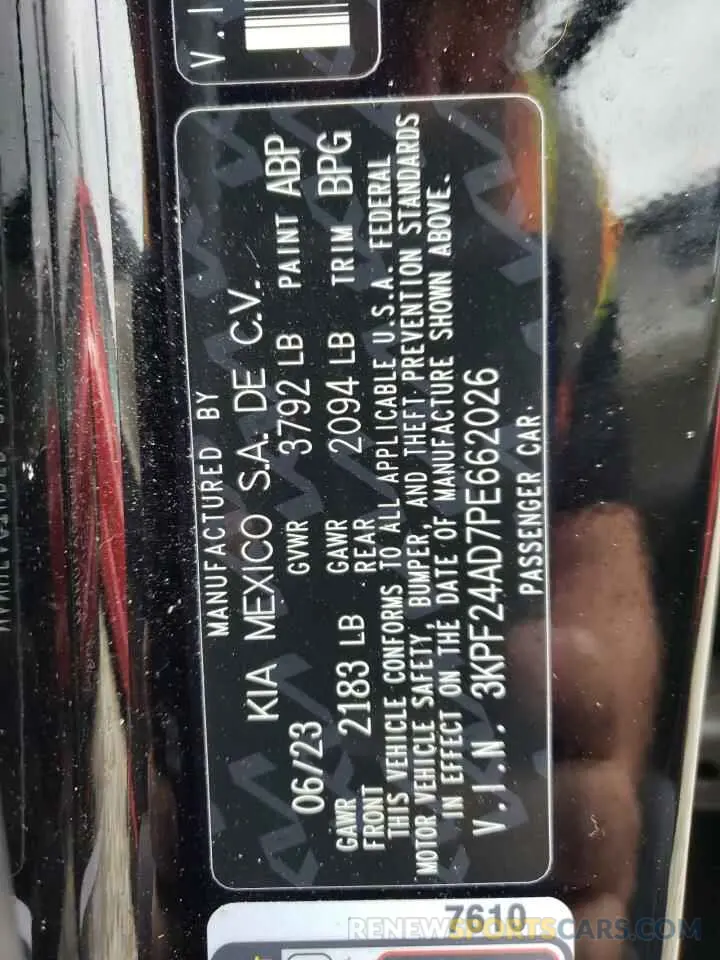 V.I
MANUFACTURED BY
KIA MEXICO S.A. DE C.V.
06/23 GVWR 3792 LB PAINT ABP
GAWR FRONT 2183 LB GAWR REAR 2094 LB TRIM BPG
THIS VEHICLE CONFORMS TO ALL APPLICABLE U.S.A. FEDERAL
MOTOR VEHICLE SAFETY, BUMPER, AND THEFT PREVENTION STANDARDS
IN EFFECT ON THE DATE OF MANUFACTURE SHOWN ABOVE.
V.I.N. 3KPF24AD7PE662026
PASSENGER CAR.
7610
RENEWSPORTSCARS.COM